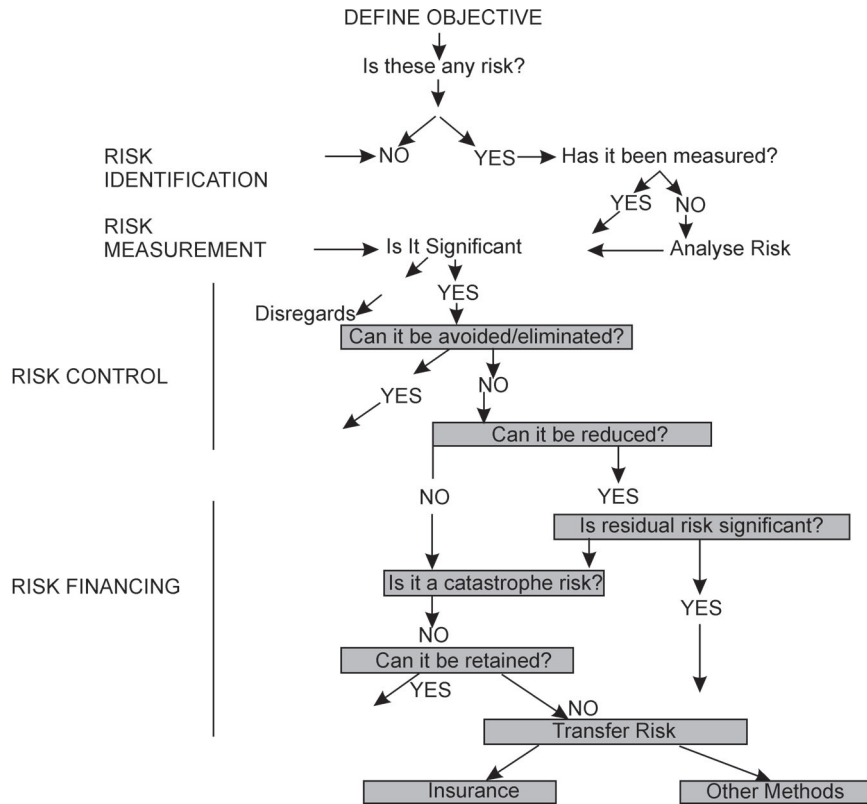 DEFINE OBJECTIVE
Is these any risk?
RISK
IDENTIFICATION
NO
YES
Has it been measured?
YES
NO
RISK
MEASUREMENT
Is It Significant
Analyse Risk
YES
Disregards
Can it be avoided/eliminated?
RISK CONTROL
YES
NO
Can it be reduced?
NO
YES
Is residual risk significant?
RISK FINANCING
Is it a catastrophe risk?
YES
NO
Can it be retained?
YES
NO
Transfer Risk
Insurance
Other Methods